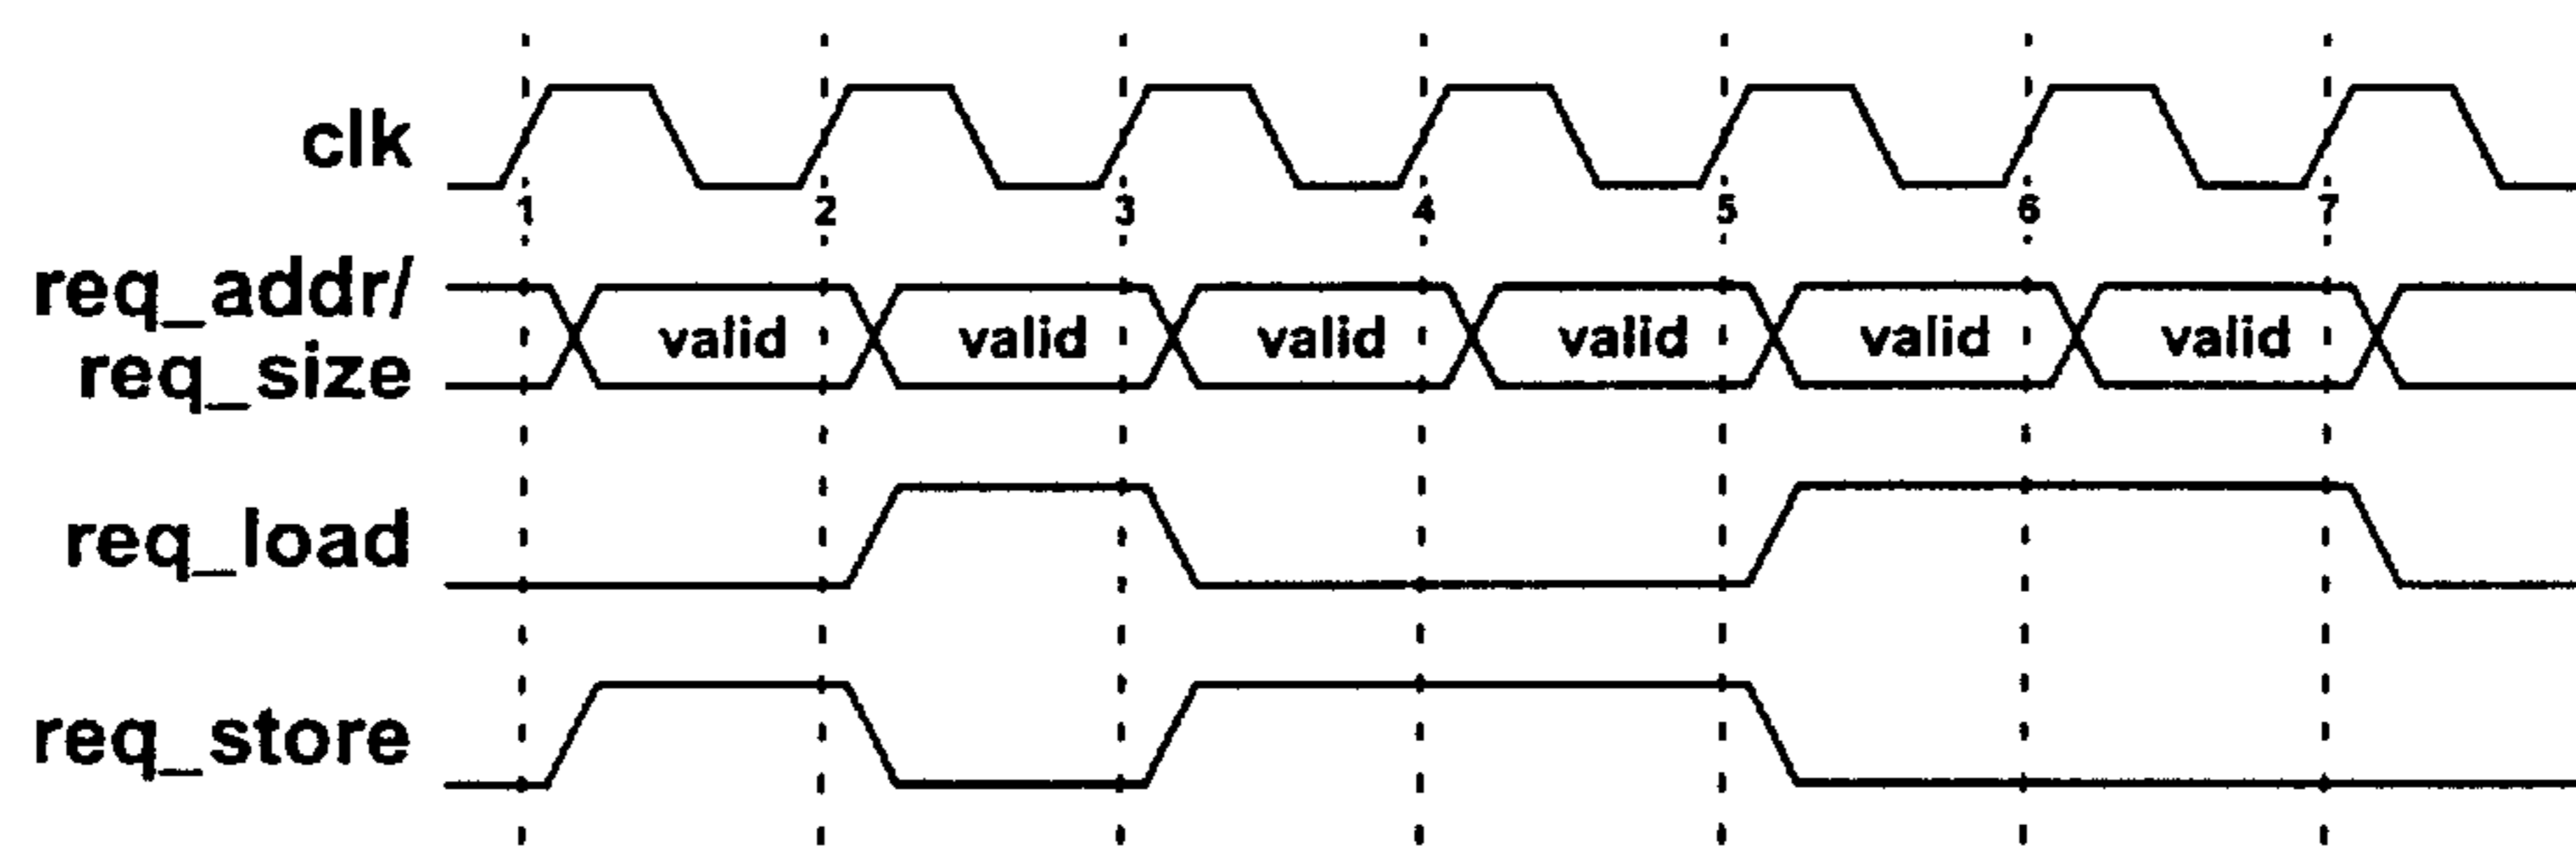 clk
1 2 3 4 5 6 7
req_addr/
req_size
valid valid valid valid valid valid
req_load
req_store